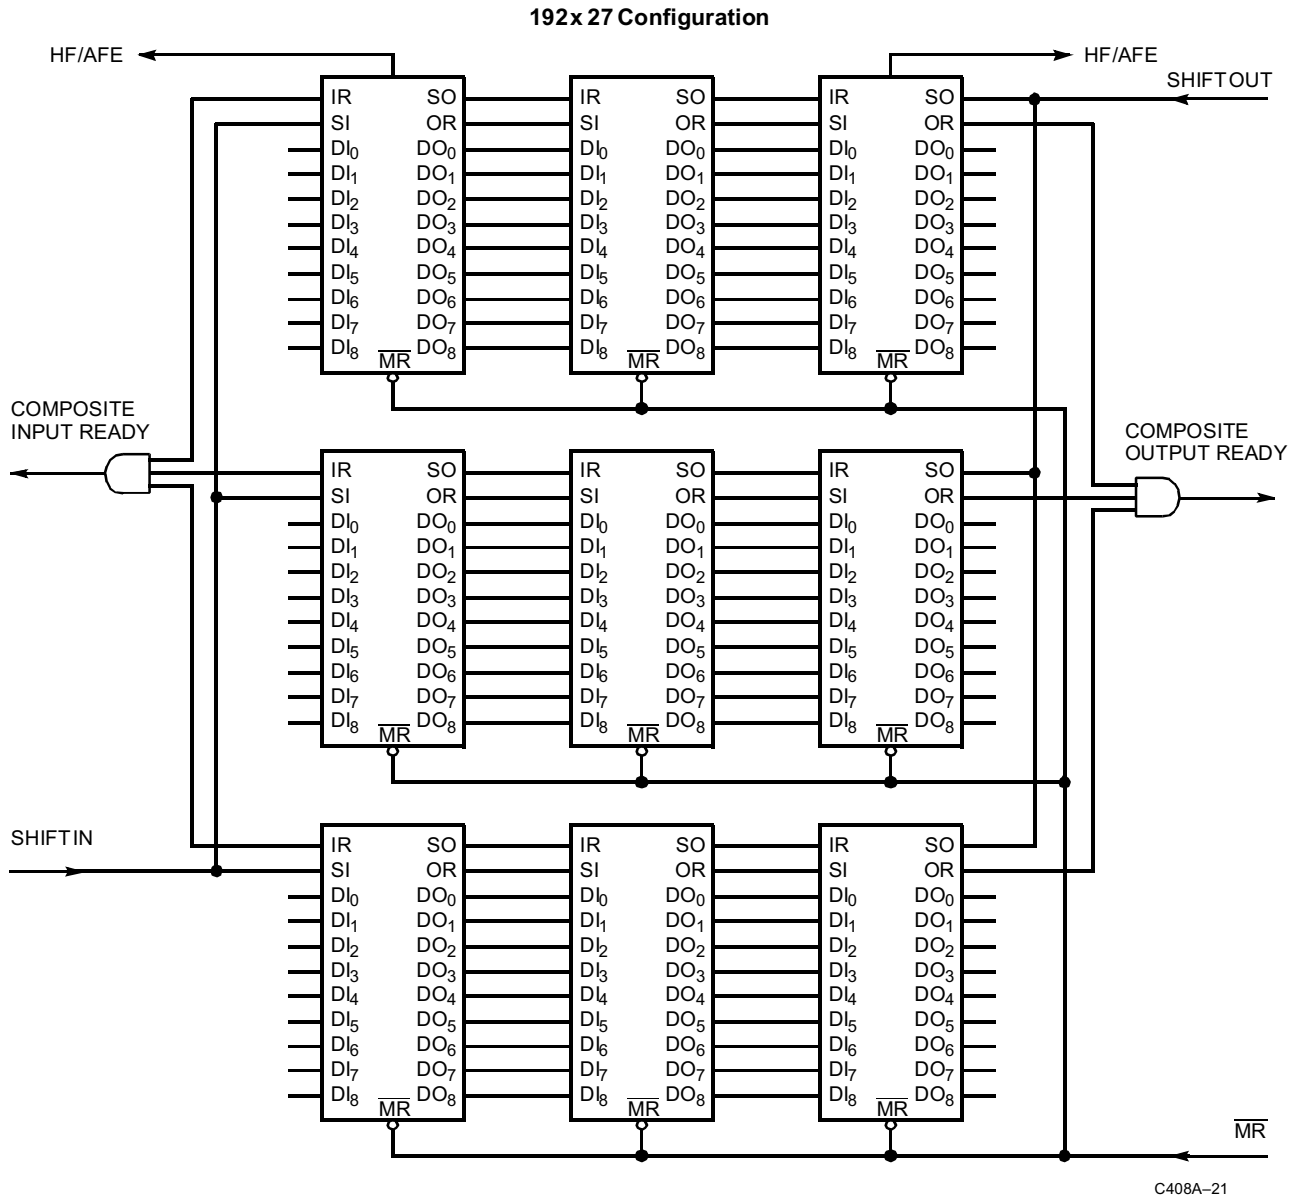 192x 27 Configuration
HF/AFE HF/AFE
SHIFT OUT
IR SO IR SO IR SO
SI OR SI OR SI OR
DI₀ DO₀ DI₀ DO₀ DI₀ DO₀
DI₁ DO₁ DI₁ DO₁ DI₁ DO₁
DI₂ DO₂ DI₂ DO₂ DI₂ DO₂
DI₃ DO₃ DI₃ DO₃ DI₃ DO₃
DI₄ DO₄ DI₄ DO₄ DI₄ DO₄
DI₅ DO₅ DI₅ DO₅ DI₅ DO₅
DI₆ DO₆ DI₆ DO₆ DI₆ DO₆
DI₇ DO₇ DI₇ DO₇ DI₇ DO₇
DI₈ M̅R̅ DO₈ DI₈ M̅R̅ DO₈ DI₈ M̅R̅ DO₈
COMPOSITE
INPUT READY
COMPOSITE
OUTPUT READY
IR SO IR SO IR SO
SI OR SI OR SI OR
DI₀ DO₀ DI₀ DO₀ DI₀ DO₀
DI₁ DO₁ DI₁ DO₁ DI₁ DO₁
DI₂ DO₂ DI₂ DO₂ DI₂ DO₂
DI₃ DO₃ DI₃ DO₃ DI₃ DO₃
DI₄ DO₄ DI₄ DO₄ DI₄ DO₄
DI₅ DO₅ DI₅ DO₅ DI₅ DO₅
DI₆ DO₆ DI₆ DO₆ DI₆ DO₆
DI₇ DO₇ DI₇ DO₇ DI₇ DO₇
DI₈ M̅R̅ DO₈ DI₈ M̅R̅ DO₈ DI₈ M̅R̅ DO₈
SHIFT IN
IR SO IR SO IR SO
SI OR SI OR SI OR
DI₀ DO₀ DI₀ DO₀ DI₀ DO₀
DI₁ DO₁ DI₁ DO₁ DI₁ DO₁
DI₂ DO₂ DI₂ DO₂ DI₂ DO₂
DI₃ DO₃ DI₃ DO₃ DI₃ DO₃
DI₄ DO₄ DI₄ DO₄ DI₄ DO₄
DI₅ DO₅ DI₅ DO₅ DI₅ DO₅
DI₆ DO₆ DI₆ DO₆ DI₆ DO₆
DI₇ DO₇ DI₇ DO₇ DI₇ DO₇
DI₈ M̅R̅ DO₈ DI₈ M̅R̅ DO₈ DI₈ M̅R̅ DO₈
M̅R̅
C408A–21